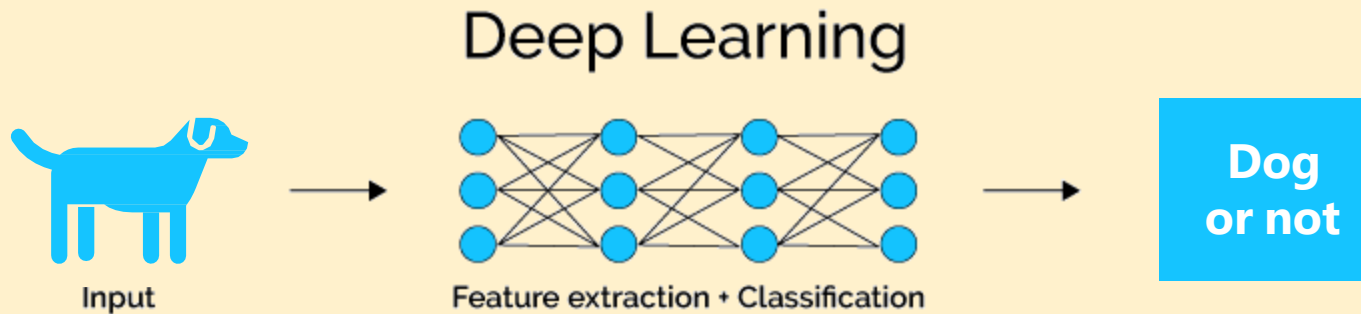 Deep Learning
Dog
or not
Input
Feature extraction + Classification